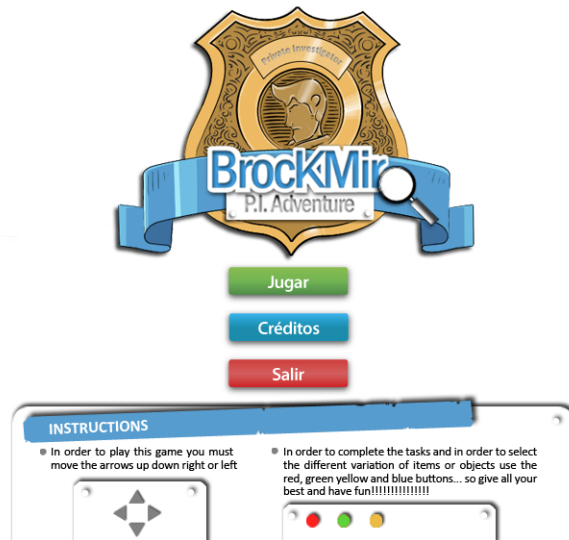 Private Investigator
BrockMiro
P.I. Adventure
Jugar
Créditos
Salir
INSTRUCTIONS
In order to play this game you must
move the arrows up down right or left
In order to complete the tasks and in order to select
the different variation of items or objects use the
red, green yellow and blue buttons... so give all your
best and have fun!!!!!!!!!!!!!!!